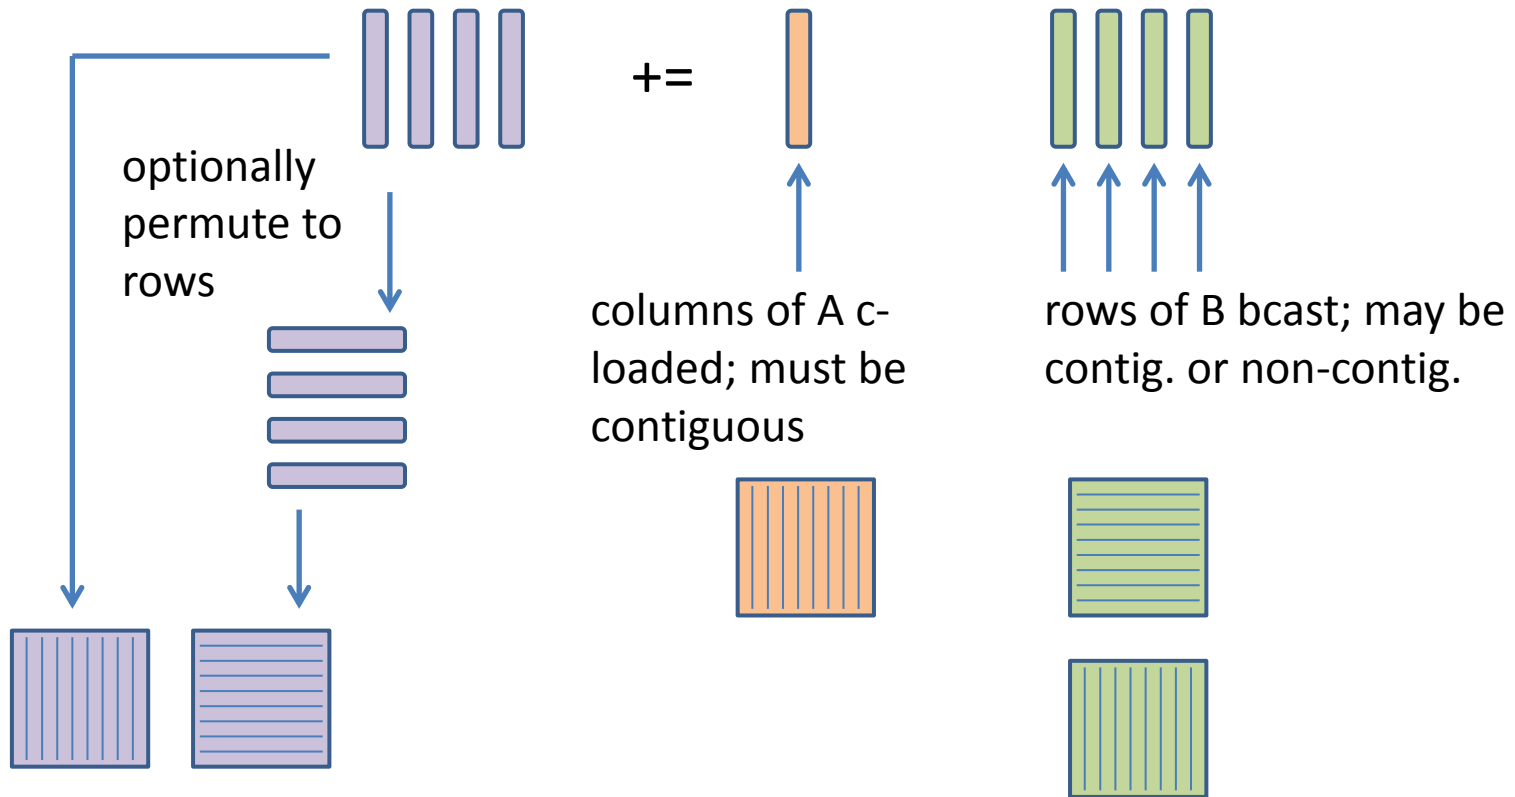 +=
optionally
permute to
rows
columns of A c-
loaded; must be
contiguous
rows of B bcast; may be
contig. or non-contig.